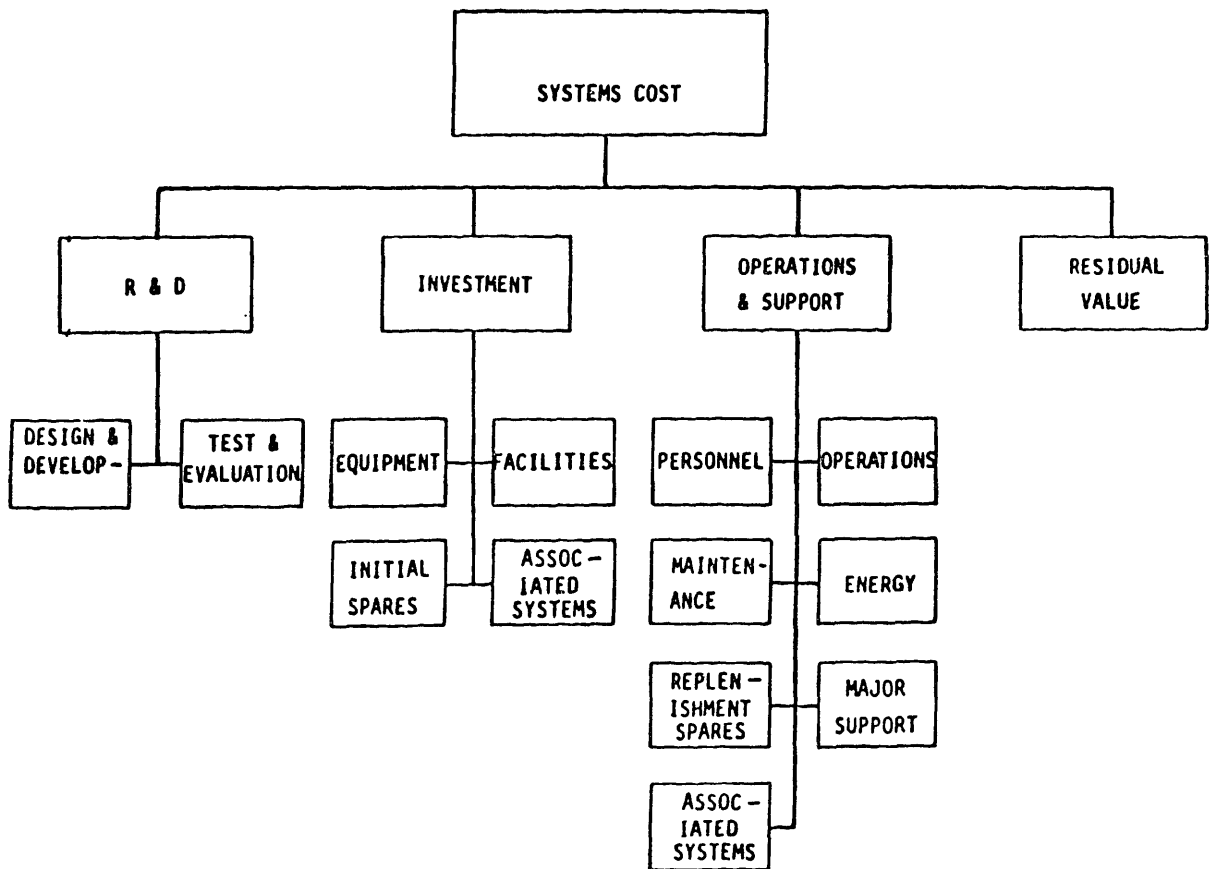 SYSTEMS COST
R & D
INVESTMENT
OPERATIONS
& SUPPORT
RESIDUAL
VALUE
DESIGN &
DEVELOP-
TEST &
EVALUATION
EQUIPMENT
FACILITIES
PERSONNEL
OPERATIONS
INITIAL
SPARES
ASSOC-
IATED
SYSTEMS
MAINTEN-
ANCE
ENERGY
REPLEN-
ISHMENT
SPARES
MAJOR
SUPPORT
ASSOC-
IATED
SYSTEMS